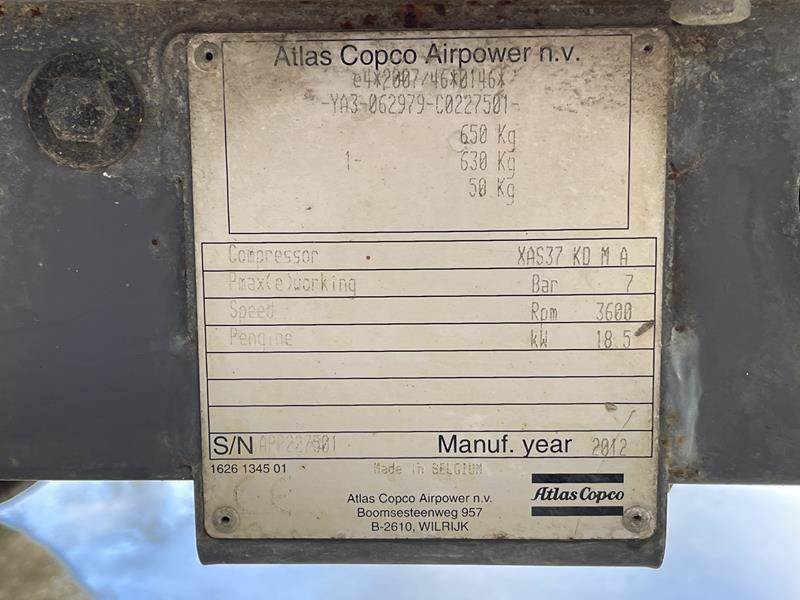 Atlas Copco Airpower n.v.
e4*2007/46*0146*
-YA3-062979-C0227501-
650 Kg
1- 630 Kg
50 Kg
Compressor XAS37 KD M A
Pmax(e)working Bar 7
Speed Rpm 3600
Pengine kW 18.5
S/N APP227501 Manuf. year 2012
1626 1345 01 Made in BELGIUM
CE
Atlas Copco Airpower n.v.
Boomsesteenweg 957
B-2610, WILRIJK
Atlas Copco